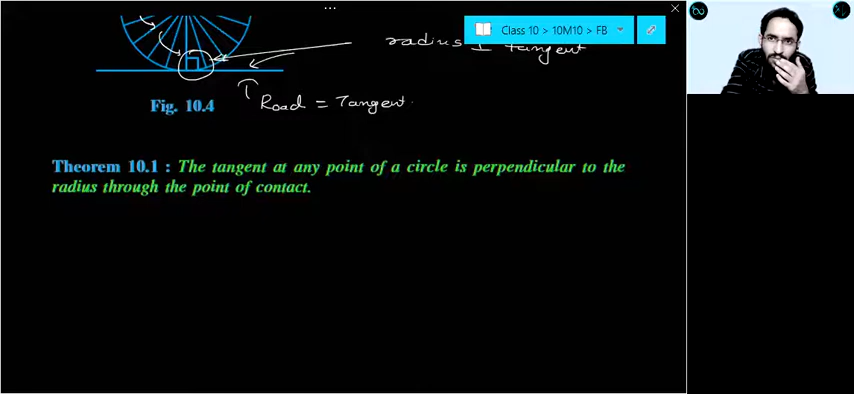 Class 10 > 10M10 > FB
radius ⊥ tangent
Fig. 10.4
Road = Tangent
Theorem 10.1 : The tangent at any point of a circle is perpendicular to the
radius through the point of contact.